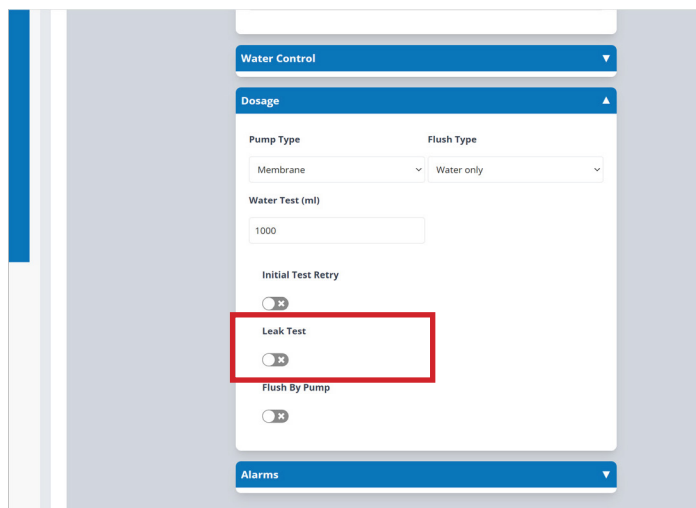 Water Control
Dosage
Pump Type
Flush Type
Membrane
Water only
Water Test (ml)
1000
Initial Test Retry
Leak Test
Flush By Pump
Alarms